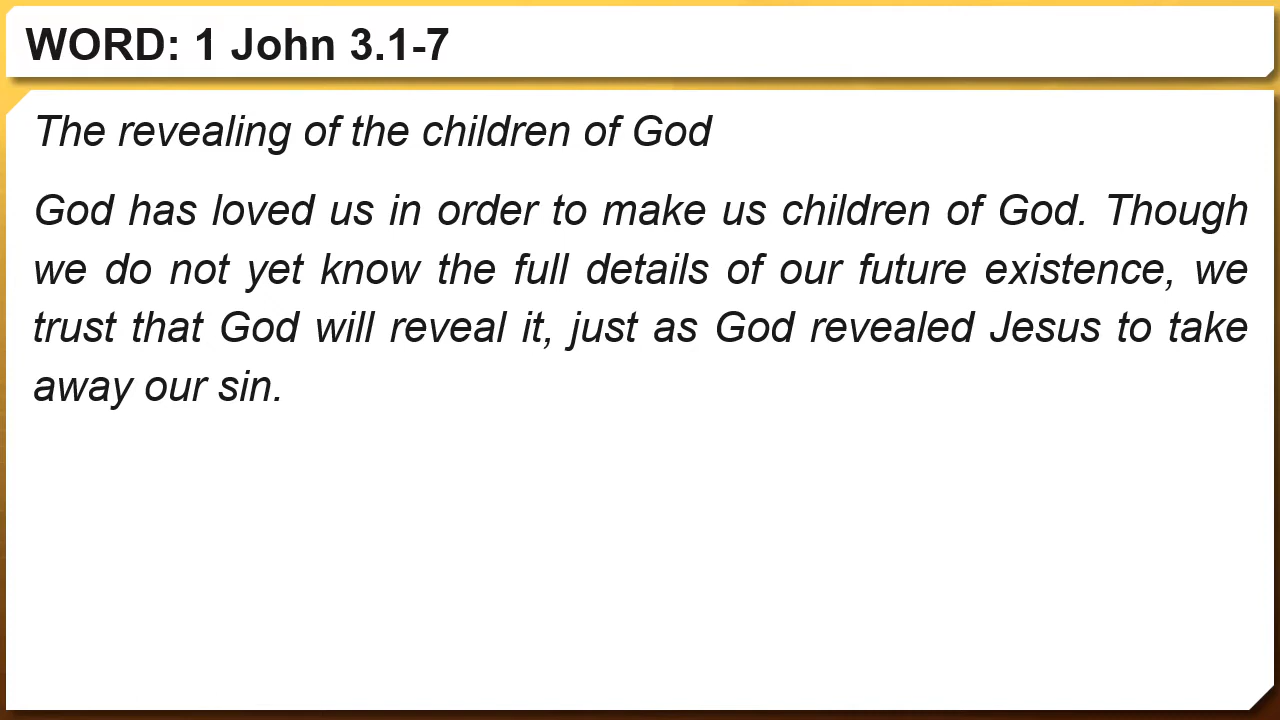 WORD: 1 John 3.1-7
The revealing of the children of God
God has loved us in order to make us children of God. Though
we do not yet know the full details of our future existence, we
trust that God will reveal it, just as God revealed Jesus to take
away our sin.